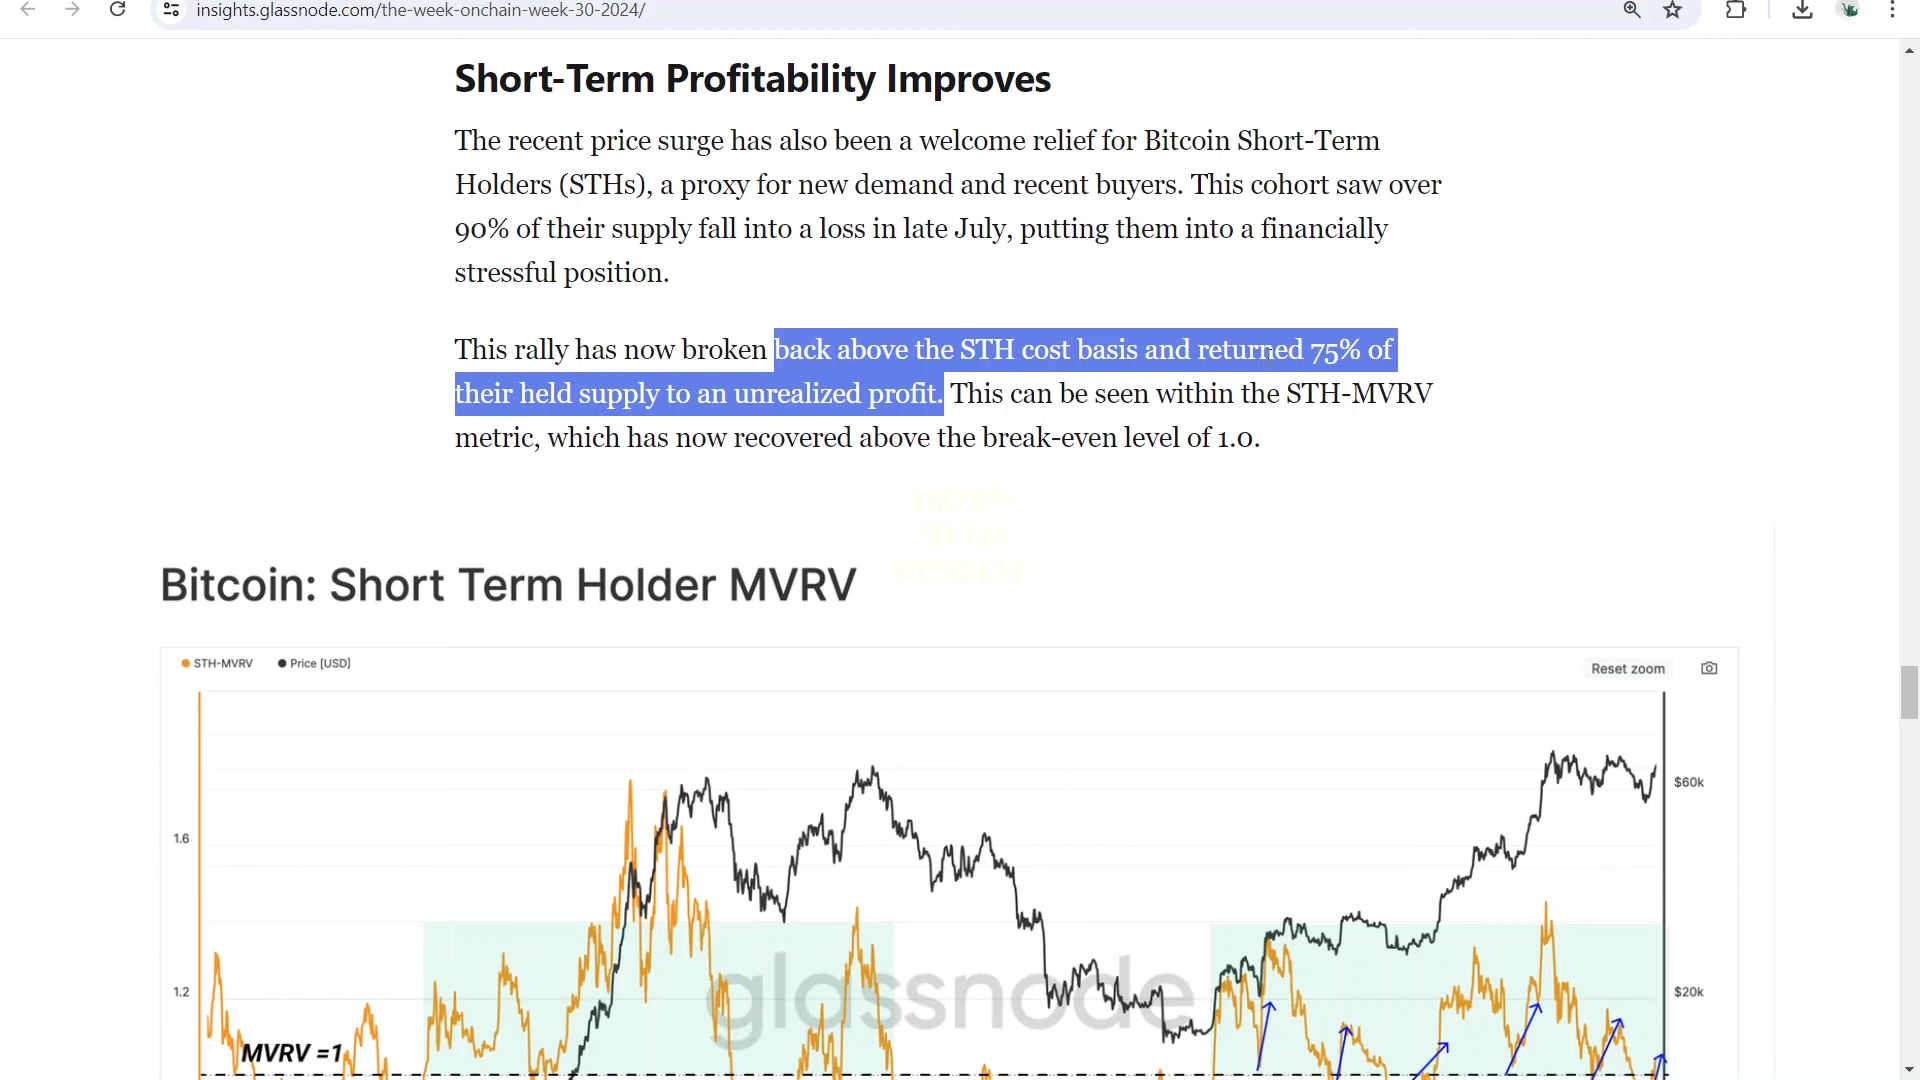 insights.glassnode.com/the-week-onchain-week-30-2024/
Short-Term Profitability Improves
The recent price surge has also been a welcome relief for Bitcoin Short-Term
Holders (STHs), a proxy for new demand and recent buyers. This cohort saw over
90% of their supply fall into a loss in late July, putting them into a financially
stressful position.
This rally has now broken back above the STH cost basis and returned 75% of
their held supply to an unrealized profit. This can be seen within the STH-MVRV
metric, which has now recovered above the break-even level of 1.0.
Bitcoin: Short Term Holder MVRV
STH-MVRV Price [USD]
Reset zoom
$60k
1.6
glassnode
1.2
$20k
MVRV =1